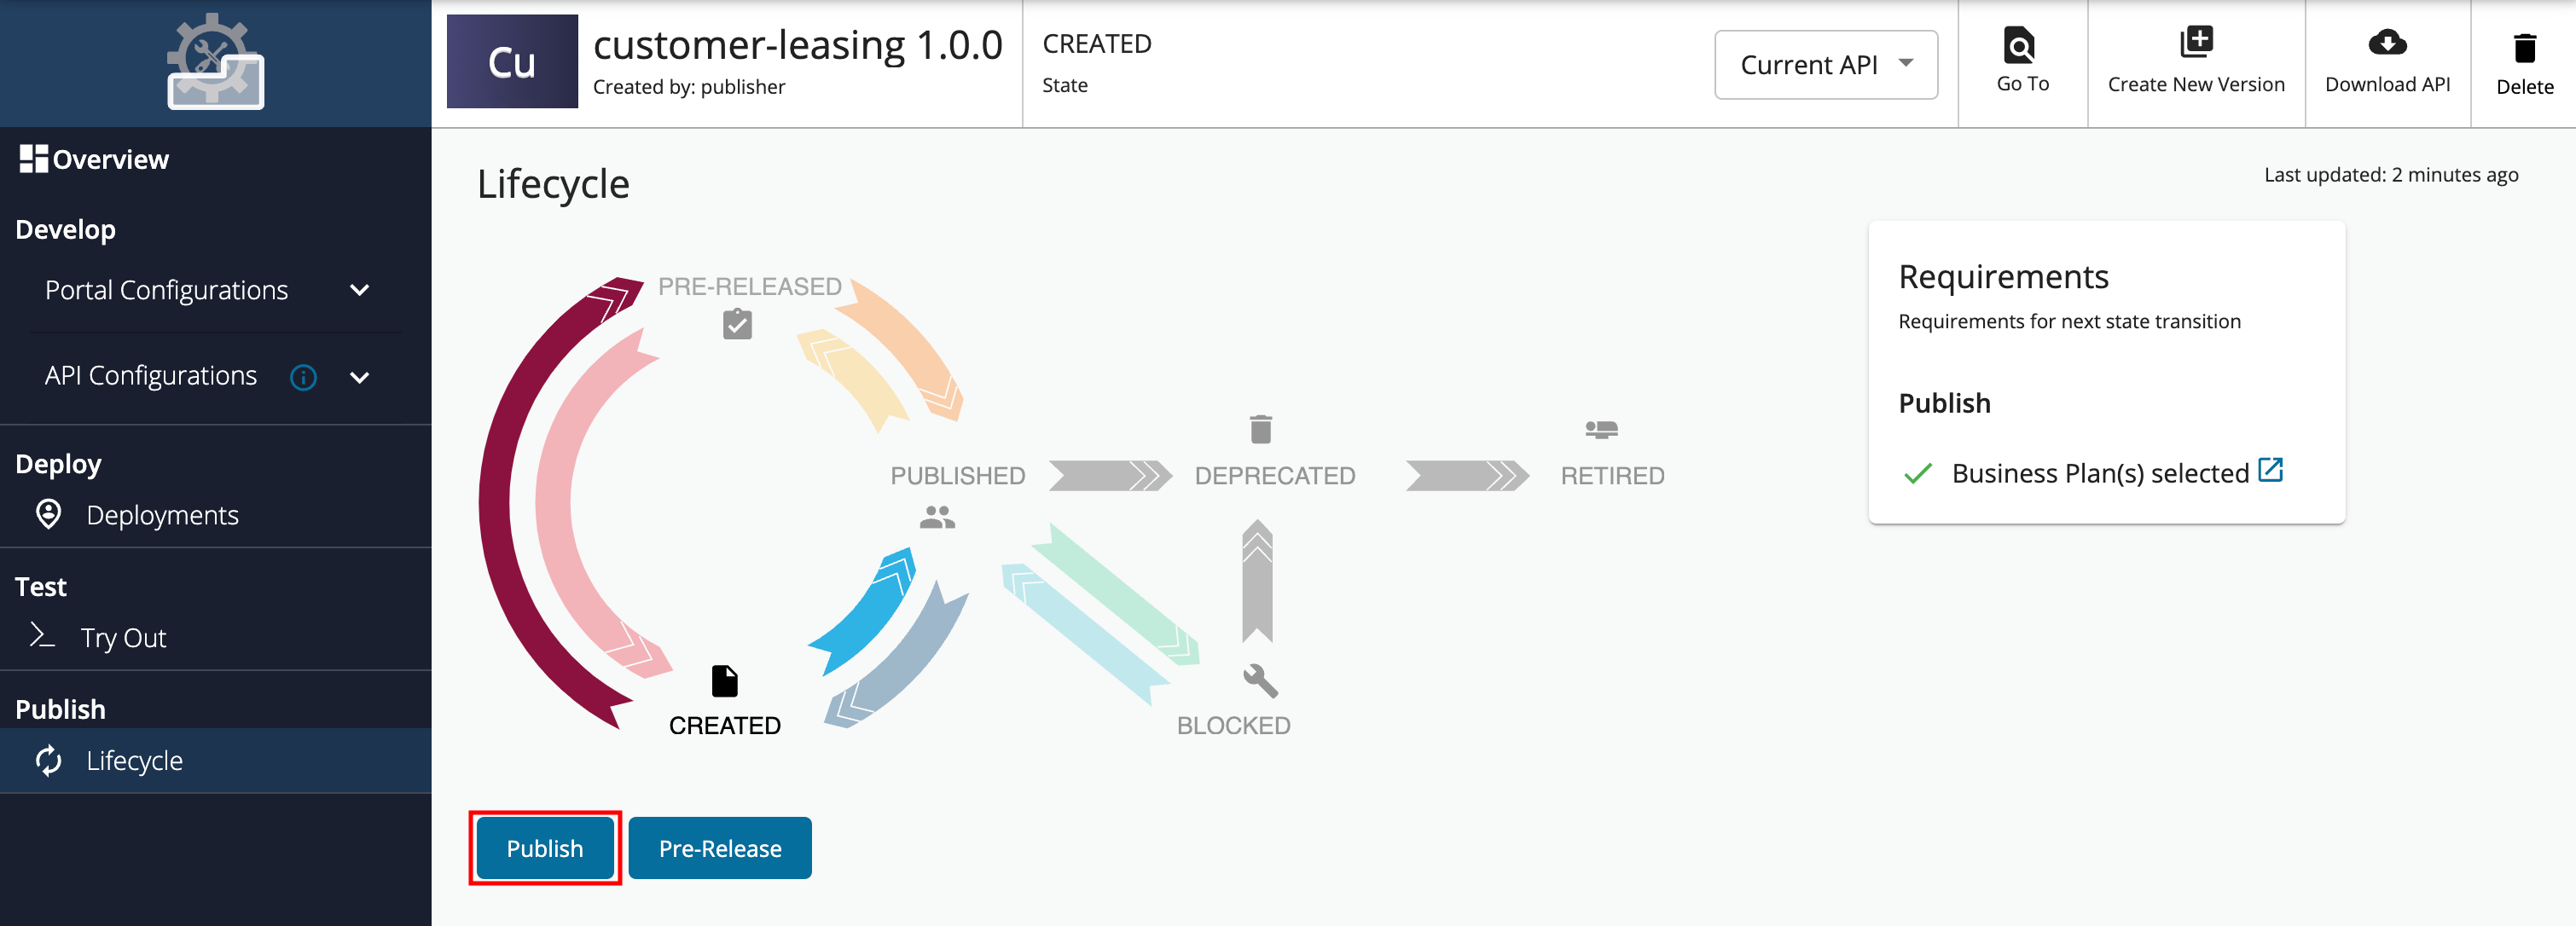 Cu
customer-leasing 1.0.0
Created by: publisher
CREATED
State
Current API
Go To
Create New Version
Download API
Delete
Overview
Develop
Portal Configurations
API Configurations
Deploy
Deployments
Test
Try Out
Publish
Lifecycle
Lifecycle
Last updated: 2 minutes ago
PRE-RELEASED
PUBLISHED
DEPRECATED
RETIRED
CREATED
BLOCKED
Requirements
Requirements for next state transition
Publish
Business Plan(s) selected
Publish
Pre-Release